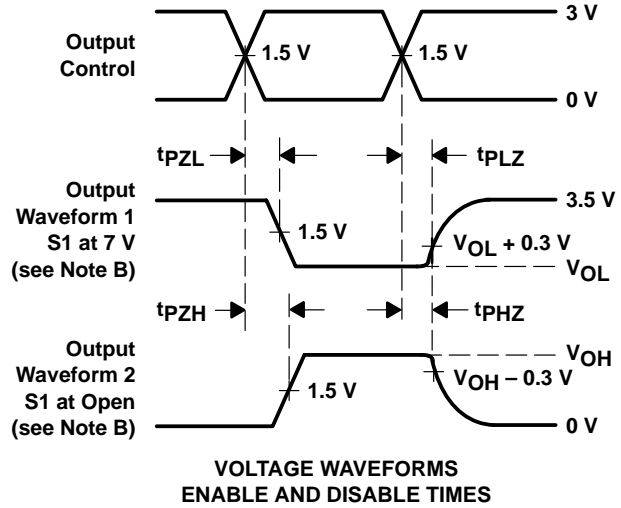 3 V
Output
Control
1.5 V
1.5 V
0 V
tPZL
tPLZ
Output
Waveform 1
S1 at 7 V
(see Note B)
3.5 V
1.5 V
VOL + 0.3 V
VOL
tPZH
tPHZ
Output
Waveform 2
S1 at Open
(see Note B)
VOH
1.5 V
VOH – 0.3 V
0 V
VOLTAGE WAVEFORMS
ENABLE AND DISABLE TIMES